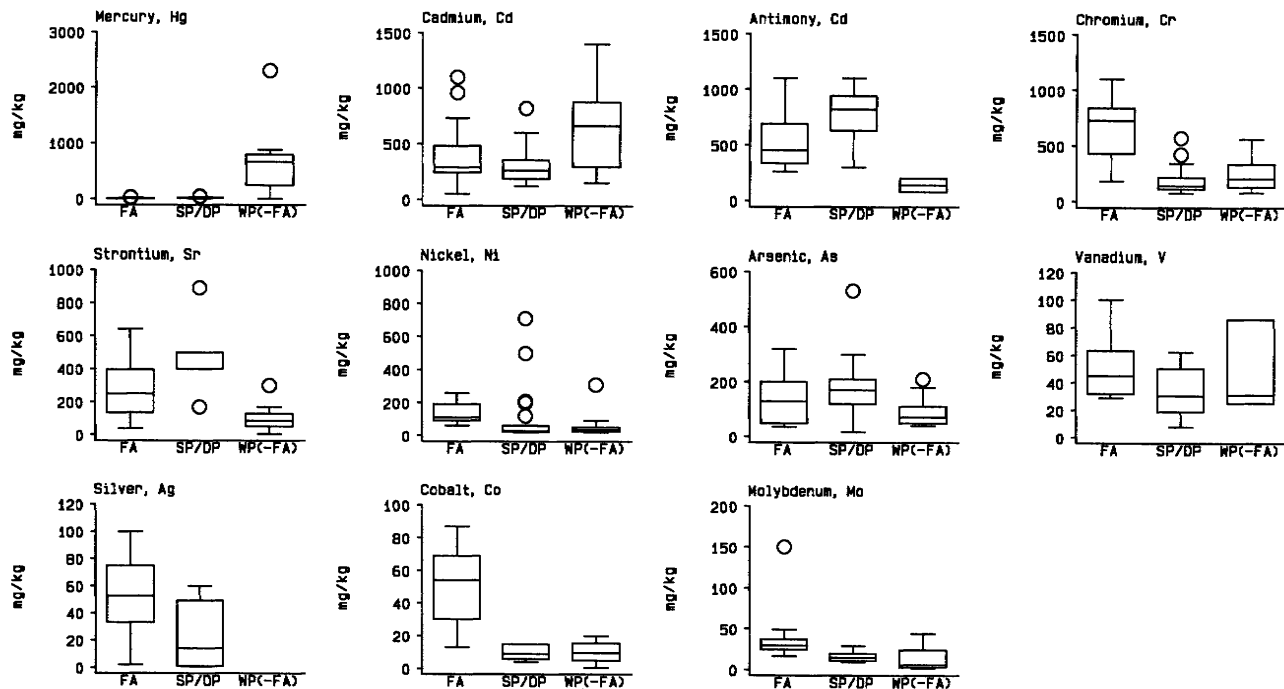 Mercury, Hg
3000
2000
1000
0
mg/kg
FA SP/DP WP(-FA)
Cadmium, Cd
1500
1000
500
0
mg/kg
FA SP/DP WP(-FA)
Antimony, Cd
1500
1000
500
0
mg/kg
FA SP/DP WP(-FA)
Chromium, Cr
1500
1000
500
0
mg/kg
FA SP/DP WP(-FA)
Strontium, Sr
1000
800
600
400
200
0
mg/kg
FA SP/DP WP(-FA)
Nickel, Ni
1000
800
600
400
200
0
mg/kg
FA SP/DP WP(-FA)
Arsenic, As
600
400
200
0
mg/kg
FA SP/DP WP(-FA)
Vanadium, V
120
100
80
60
40
20
0
mg/kg
FA SP/DP WP(-FA)
Silver, Ag
120
100
80
60
40
20
0
mg/kg
FA SP/DP WP(-FA)
Cobalt, Co
100
80
60
40
20
0
mg/kg
FA SP/DP WP(-FA)
Molybdenum, Mo
200
150
100
50
0
mg/kg
FA SP/DP WP(-FA)